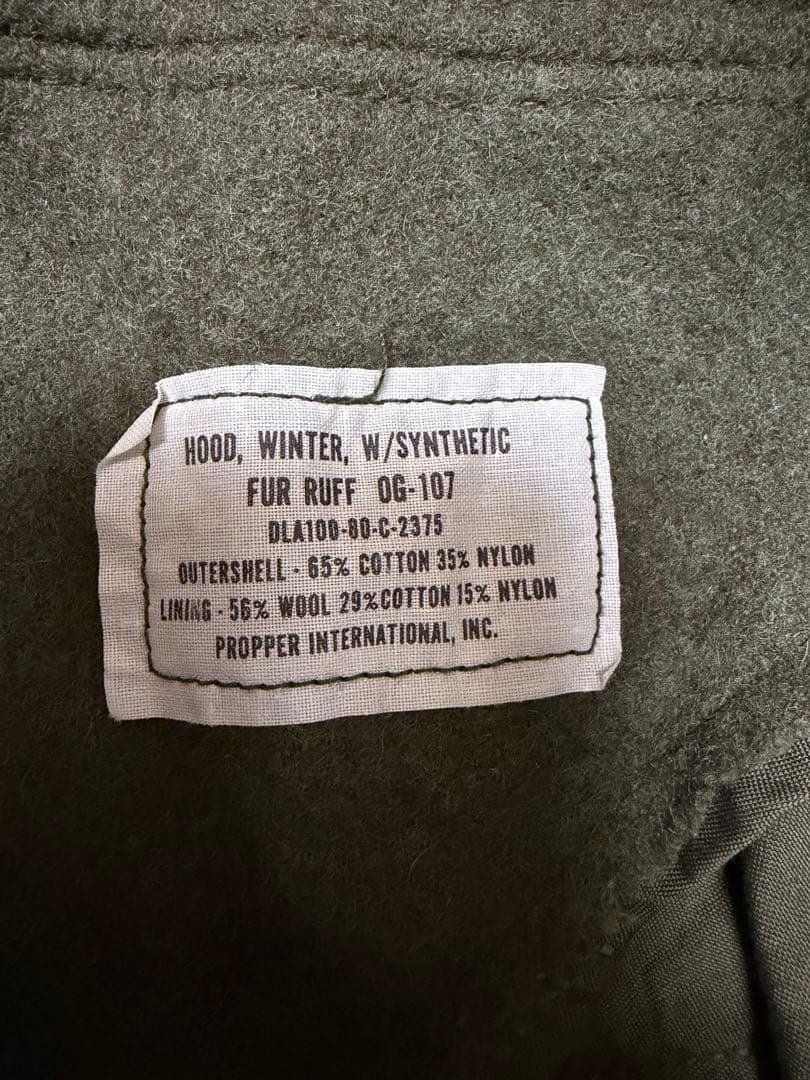 HOOD, WINTER, W/SYNTHETIC
FUR RUFF OG-107
DLA100-80-C-2375
OUTERSHELL - 65% COTTON 35% NYLON
LINING - 56% WOOL 29%COTTON 15% NYLON
PROPPER INTERNATIONAL, INC.